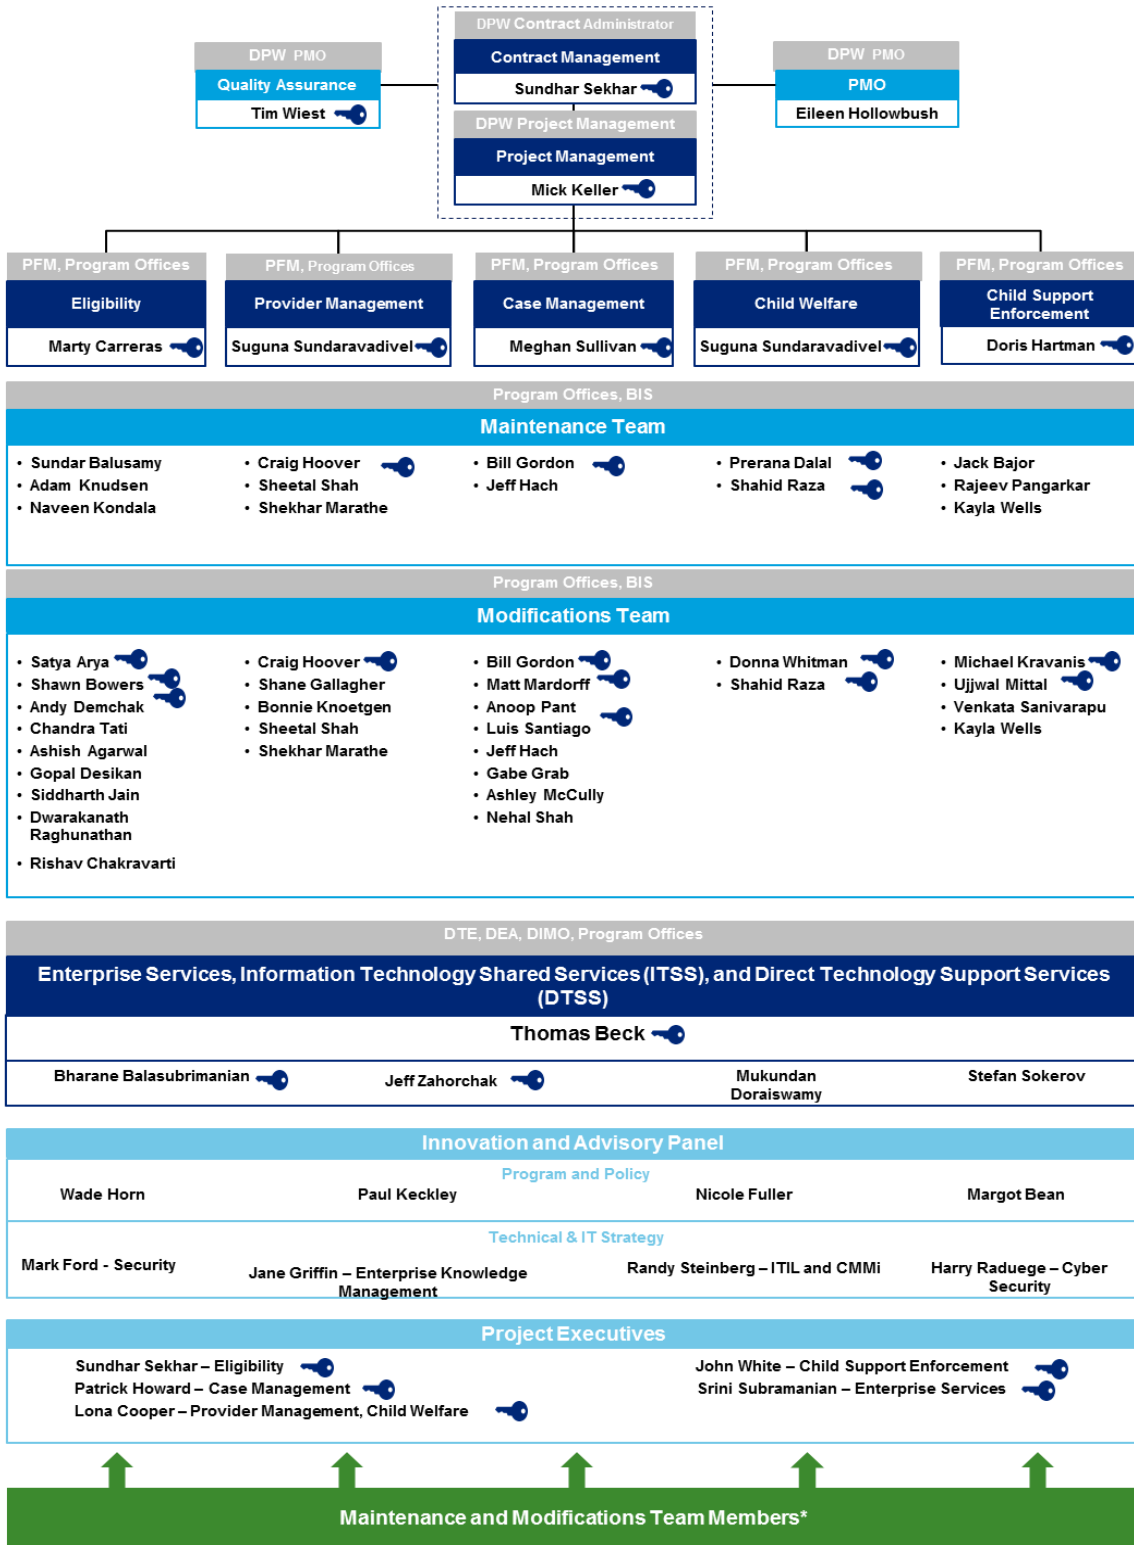 DPW Contract Administrator
Contract Management
Sundhar Sekhar
DPW PMO
Quality Assurance
Tim Wiest
DPW PMO
PMO
Eileen Hollowbush
DPW Project Management
Project Management
Mick Keller
PFM, Program Offices
Eligibility
Marty Carreras
PFM, Program Offices
Provider Management
Suguna Sundaravadivel
PFM, Program Offices
Case Management
Meghan Sullivan
PFM, Program Offices
Child Welfare
Suguna Sundaravadivel
PFM, Program Offices
Child Support
Enforcement
Doris Hartman
Program Offices, BIS
Maintenance Team
• Sundar Balusamy
• Adam Knudsen
• Naveen Kondala
• Craig Hoover
• Sheetal Shah
• Shekhar Marathe
• Bill Gordon
• Jeff Hach
• Prerana Dalal
• Shahid Raza
• Jack Bajor
• Rajeev Pangarkar
• Kayla Wells
Program Offices, BIS
Modifications Team
• Satya Arya
• Shawn Bowers
• Andy Demchak
• Chandra Tati
• Ashish Agarwal
• Gopal Desikan
• Siddharth Jain
• Dwarakanath
Raghunathan
• Rishav Chakravarti
• Craig Hoover
• Shane Gallagher
• Bonnie Knoetgen
• Sheetal Shah
• Shekhar Marathe
• Bill Gordon
• Matt Mardorff
• Anoop Pant
• Luis Santiago
• Jeff Hach
• Gabe Grab
• Ashley McCully
• Nehal Shah
• Donna Whitman
• Shahid Raza
• Michael Kravanis
• Ujjwal Mittal
• Venkata Sanivarapu
• Kayla Wells
DTE, DEA, DIMO, Program Offices
Enterprise Services, Information Technology Shared Services (ITSS), and Direct Technology Support Services
(DTSS)
Thomas Beck
Bharane Balasubrimanian
Jeff Zahorchak
Mukundan
Doraiswamy
Stefan Sokerov
Innovation and Advisory Panel
Program and Policy
Wade Horn
Paul Keckley
Nicole Fuller
Margot Bean
Technical & IT Strategy
Mark Ford - Security
Jane Griffin – Enterprise Knowledge
Management
Randy Steinberg – ITIL and CMMi
Harry Raduege – Cyber
Security
Project Executives
Sundhar Sekhar – Eligibility
Patrick Howard – Case Management
Lona Cooper – Provider Management, Child Welfare
John White – Child Support Enforcement
Srini Subramanian – Enterprise Services
Maintenance and Modifications Team Members*